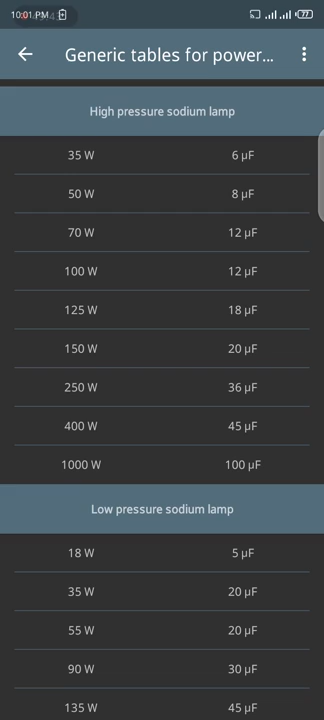 10:01 PM
77
Generic tables for power...
High pressure sodium lamp
35 W 6 µF
50 W 8 µF
70 W 12 µF
100 W 12 µF
125 W 18 µF
150 W 20 µF
250 W 36 µF
400 W 45 µF
1000 W 100 µF
Low pressure sodium lamp
18 W 5 µF
35 W 20 µF
55 W 20 µF
90 W 30 µF
135 W 45 µF